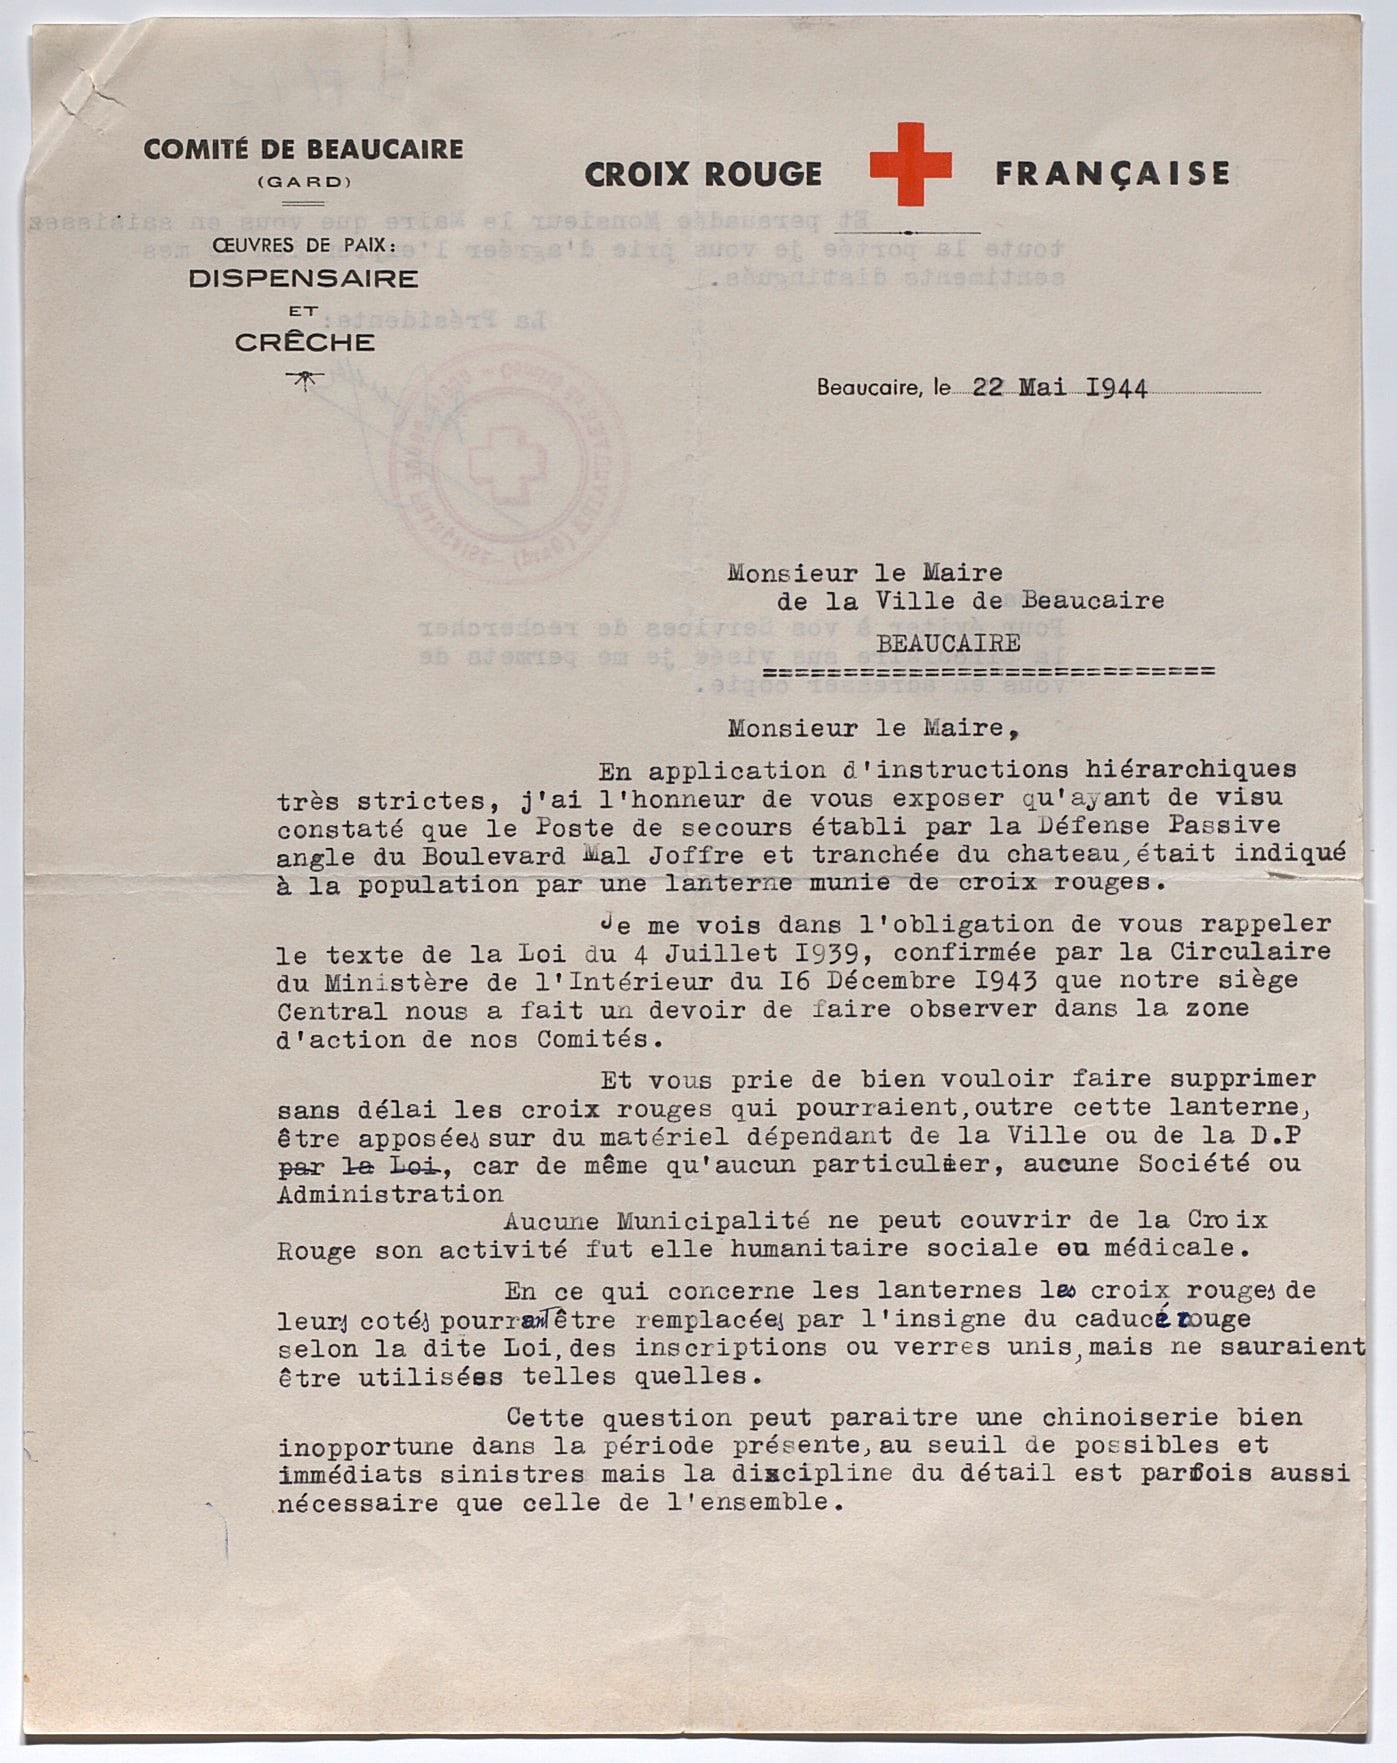 COMITÉ DE BEAUCAIRE
(GARD)
ŒUVRES DE PAIX:
DISPENSAIRE
ET
CRÊCHE
CROIX ROUGE FRANÇAISE
Beaucaire, le 22 Mai I944
Monsieur le Maire
de la Ville de Beaucaire
BEAUCAIRE
============================
Monsieur le Maire,
En application d'instructions hiérarchiques
très strictes, j'ai l'honneur de vous exposer qu'ayant de visu
constaté que le Poste de secours établi par la Défense Passive
angle du Boulevard Mal Joffre et tranchée du chateau, était indiqué
à la population par une lanterne munie de croix rouges.
Je me vois dans l'obligation de vous rappeler
le texte de la Loi du 4 Juillet I939, confirmée par la Circulaire
du Ministère de l'Intérieur du I6 Décembre I943 que notre siège
Central nous a fait un devoir de faire observer dans la zone
d'action de nos Comités.
Et vous prie de bien vouloir faire supprimer
sans délai les croix rouges qui pourraient, outre cette lanterne,
être apposées sur du matériel dépendant de la Ville ou de la D.P
par la Loi, car de même qu'aucun particulier, aucune Société ou
Administration
Aucune Municipalité ne peut couvrir de la Croix
Rouge son activité fut elle humanitaire sociale ou médicale.
En ce qui concerne les lanternes les croix rouges de
leurs cotés pourrant être remplacées par l'insigne du caducé rouge
selon la dite Loi, des inscriptions ou verres unis, mais ne sauraient
être utilisées telles quelles.
Cette question peut paraitre une chinoiserie bien
inopportune dans la période présente, au seuil de possibles et
immédiats sinistres mais la discipline du détail est parfois aussi
nécessaire que celle de l'ensemble.